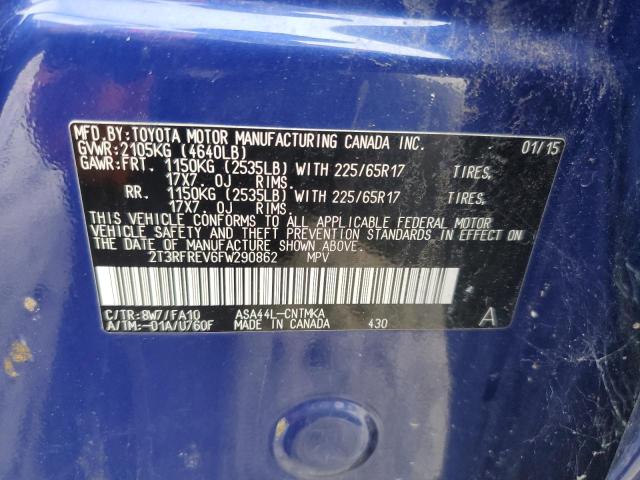 MFD.BY:TOYOTA MOTOR MANUFACTURING CANADA INC. 01/15
GVWR:2105KG (4640LB)
GAWR:FRT. 1150KG (2535LB) WITH 225/65R17 TIRES,
17X7 0J RIMS.
RR. 1150KG (2535LB) WITH 225/65R17 TIRES,
17X7 0J RIMS.
THIS VEHICLE CONFORMS TO ALL APPLICABLE FEDERAL MOTOR
VEHICLE SAFETY AND THEFT PREVENTION STANDARDS IN EFFECT
ON THE DATE OF MANUFACTURE SHOWN ABOVE.
2T3RFREV6FW290862 MPV
C/TR:8W7/FA10 ASA44L-CNTMKA
A/TM:-01A/U760F MADE IN CANADA 430 A